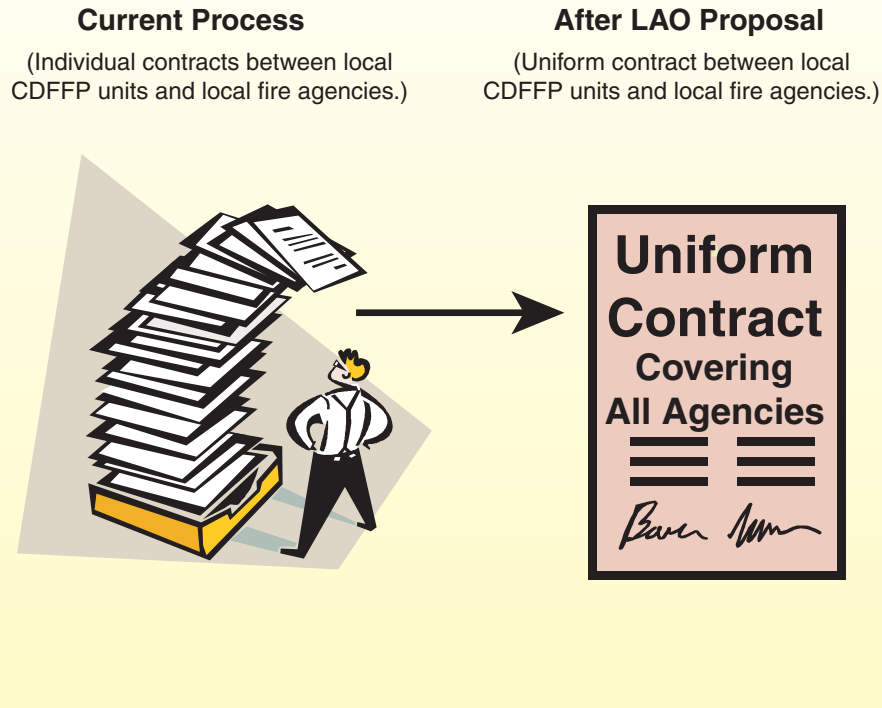 Current Process
(Individual contracts between local
CDFFP units and local fire agencies.)
After LAO Proposal
(Uniform contract between local
CDFFP units and local fire agencies.)
Uniform
Contract
Covering
All Agencies